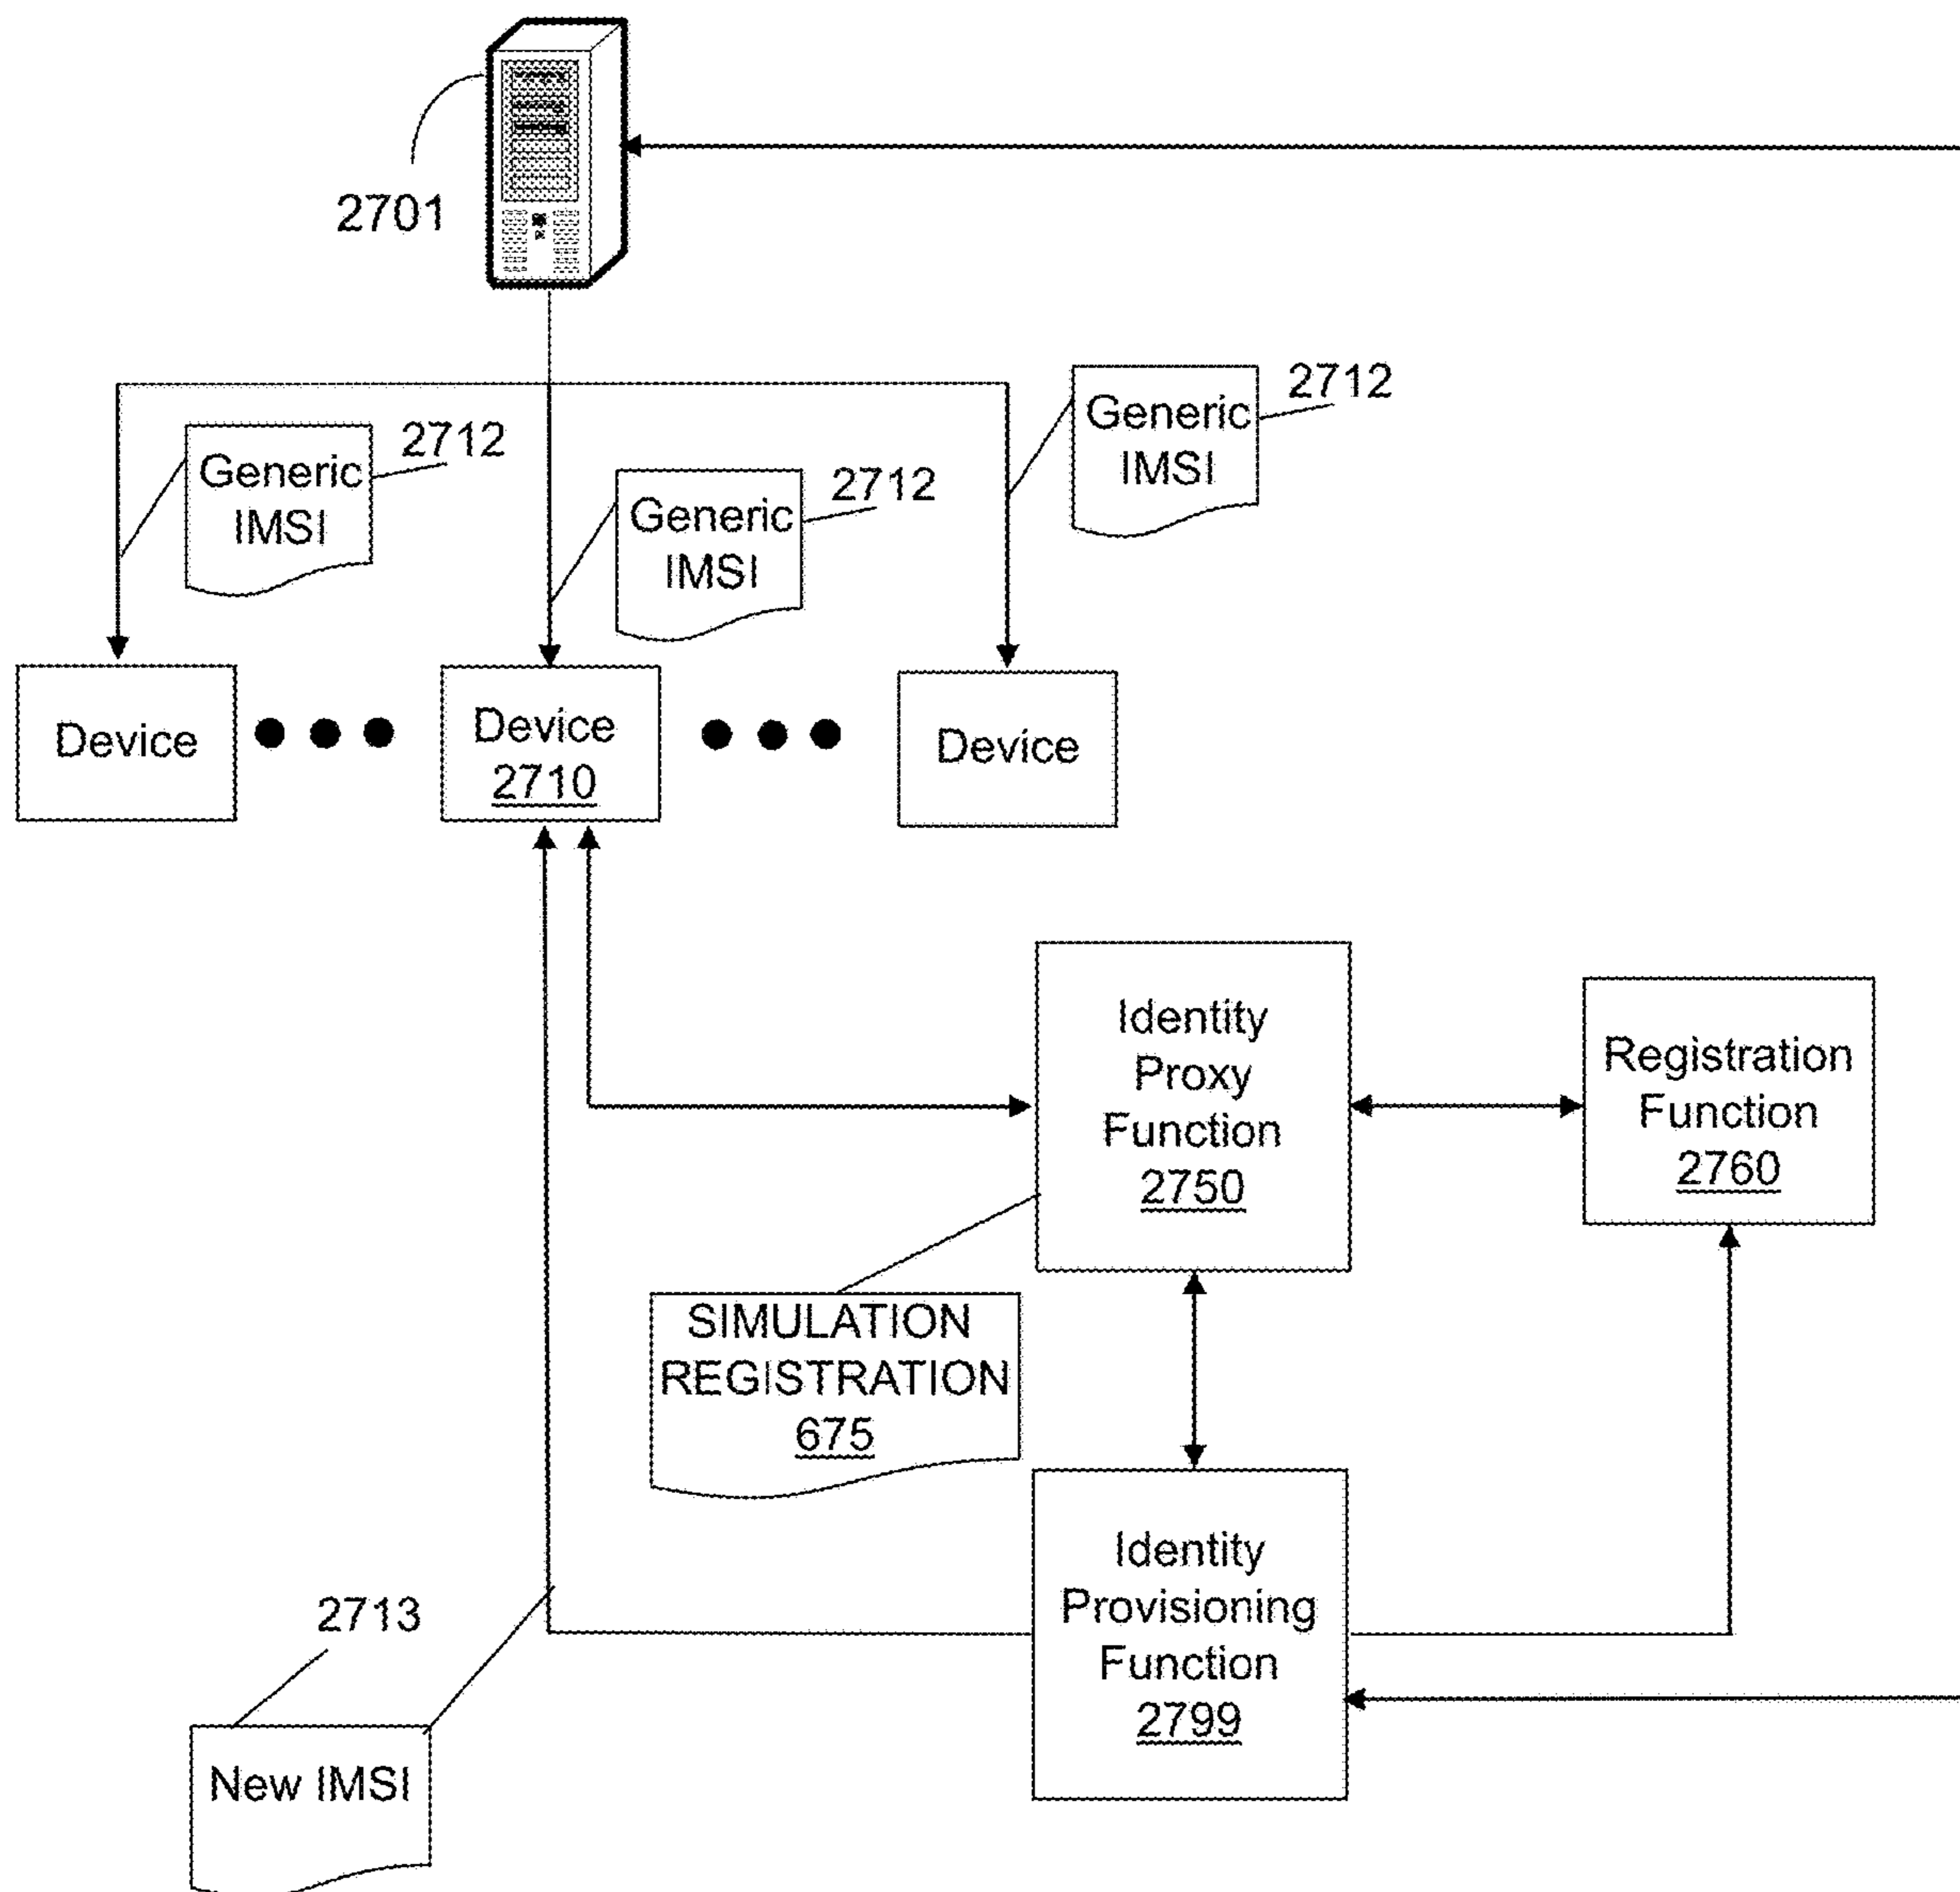 2701
Generic
IMSI
2712
Generic
IMSI
2712
Generic
IMSI
2712
Device
Device
2710
Device
Identity
Proxy
Function
2750
Registration
Function
2760
SIMULATION
REGISTRATION
675
Identity
Provisioning
Function
2799
2713
New IMSI